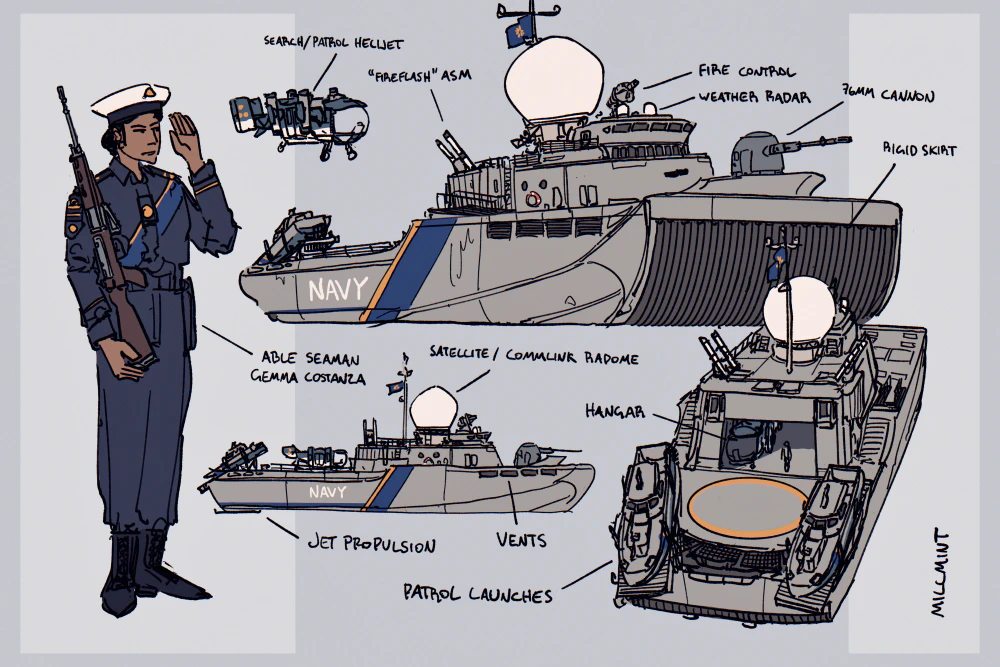 SEARCH/PATROL HELIJET
"FIREFLASH" ASM
FIRE CONTROL
WEATHER RADAR
76MM CANNON
RIGID SKIRT
NAVY
ABLE SEAMAN
GEMMA COSTANZA
SATELLITE/COMMLINK RADOME
HANGAR
NAVY
JET PROPULSION
VENTS
PATROL LAUNCHES
MILLMINT